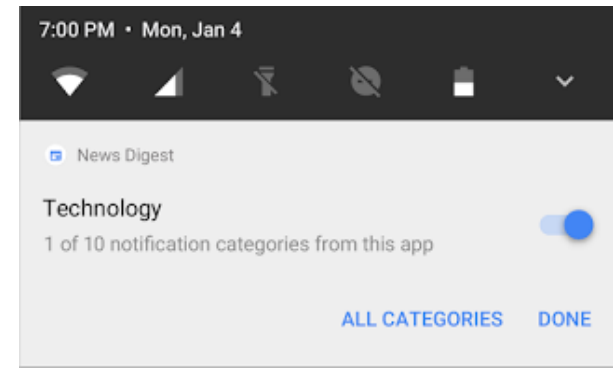 7:00 PM • Mon, Jan 4
News Digest
Technology
1 of 10 notification categories from this app
ALL CATEGORIES DONE